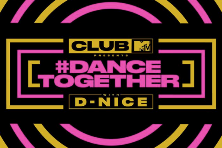 CLUB MTV
PRESENTS
#DANCE
TOGETHER
WITH
D-NICE